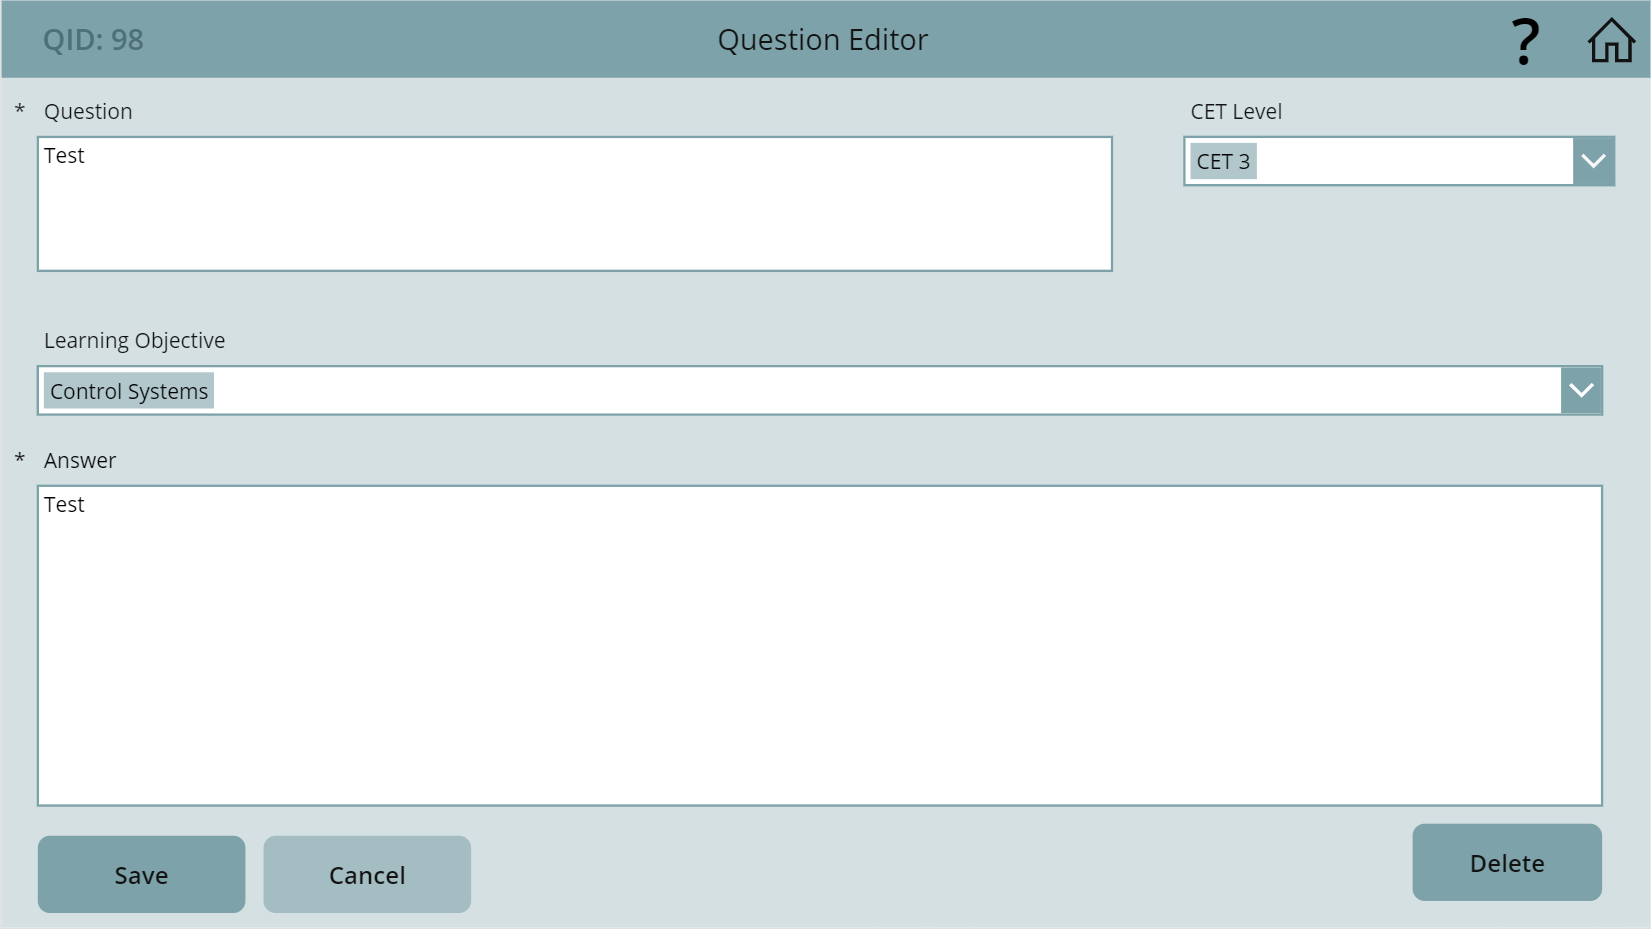 QID: 98
Question Editor
?
* Question
CET Level
Test
CET 3
Learning Objective
Control Systems
* Answer
Test
Save
Cancel
Delete